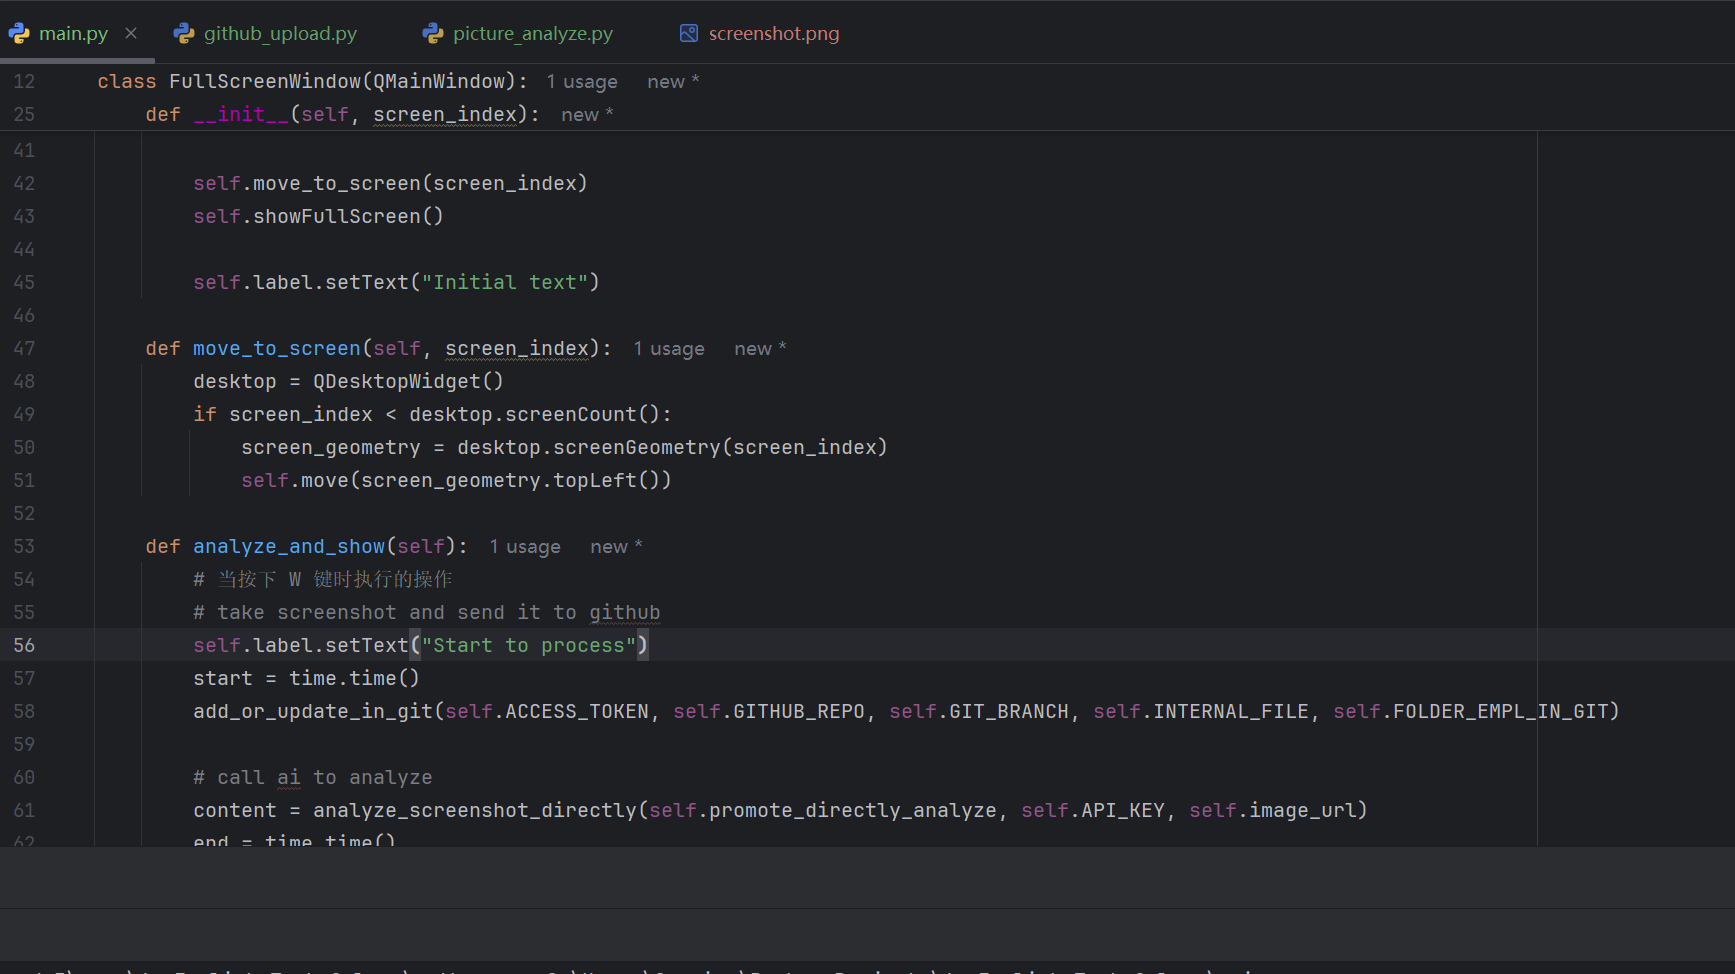 main.py
github_upload.py
picture_analyze.py
screenshot.png
12 class FullScreenWindow(QMainWindow): 1 usage new *
25 def __init__(self, screen_index): new *
41
42 self.move_to_screen(screen_index)
43 self.showFullScreen()
44
45 self.label.setText("Initial text")
46
47 def move_to_screen(self, screen_index): 1 usage new *
48 desktop = QDesktopWidget()
49 if screen_index < desktop.screenCount():
50 screen_geometry = desktop.screenGeometry(screen_index)
51 self.move(screen_geometry.topLeft())
52
53 def analyze_and_show(self): 1 usage new *
54 # 当按下 W 键时执行的操作
55 # take screenshot and send it to github
56 self.label.setText("Start to process")
57 start = time.time()
58 add_or_update_in_git(self.ACCESS_TOKEN, self.GITHUB_REPO, self.GIT_BRANCH, self.INTERNAL_FILE, self.FOLDER_EMPL_IN_GIT)
59
60 # call ai to analyze
61 content = analyze_screenshot_directly(self.promote_directly_analyze, self.API_KEY, self.image_url)
62 end = time.time()